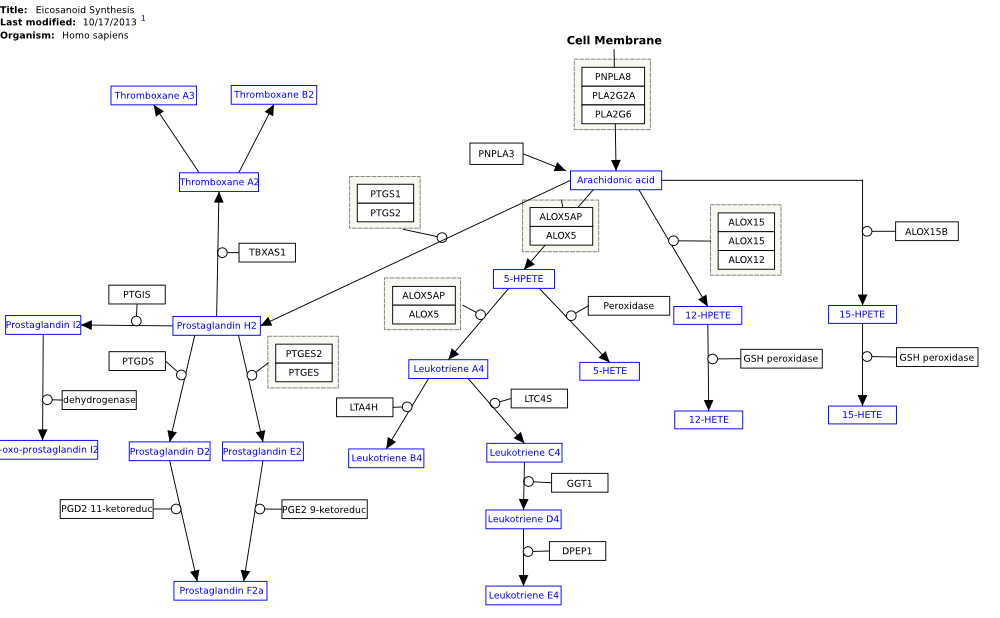 Title: Eicosanoid Synthesis
Last modified: 10/17/2013 1
Organism: Homo sapiens
Cell Membrane
PNPLA8
PLA2G2A
PLA2G6
Thromboxane A3
Thromboxane B2
PNPLA3
Arachidonic acid
Thromboxane A2
PTGS1
PTGS2
ALOX5AP
ALOX5
ALOX15
ALOX15
ALOX12
ALOX15B
TBXAS1
5-HPETE
PTGIS
ALOX5AP
ALOX5
Peroxidase
12-HPETE
15-HPETE
Prostaglandin I2
Prostaglandin H2
PTGDS
PTGES2
PTGES
Leukotriene A4
5-HETE
GSH peroxidase
GSH peroxidase
dehydrogenase
LTA4H
LTC4S
12-HETE
15-HETE
-oxo-prostaglandin I2
Prostaglandin D2
Prostaglandin E2
Leukotriene B4
Leukotriene C4
GGT1
PGD2 11-ketoreduc
PGE2 9-ketoreduc
Leukotriene D4
DPEP1
Prostaglandin F2a
Leukotriene E4